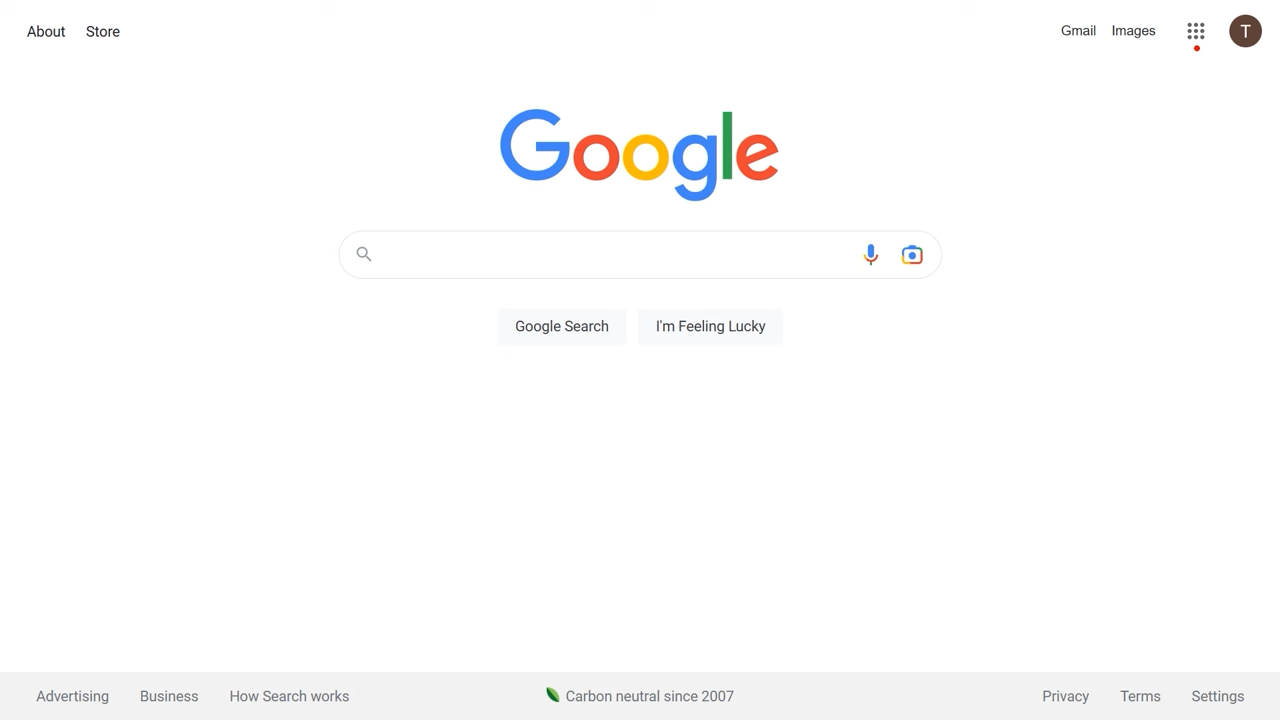 About Store Gmail Images T
Google
Google Search I'm Feeling Lucky
Advertising Business How Search works Carbon neutral since 2007 Privacy Terms Settings